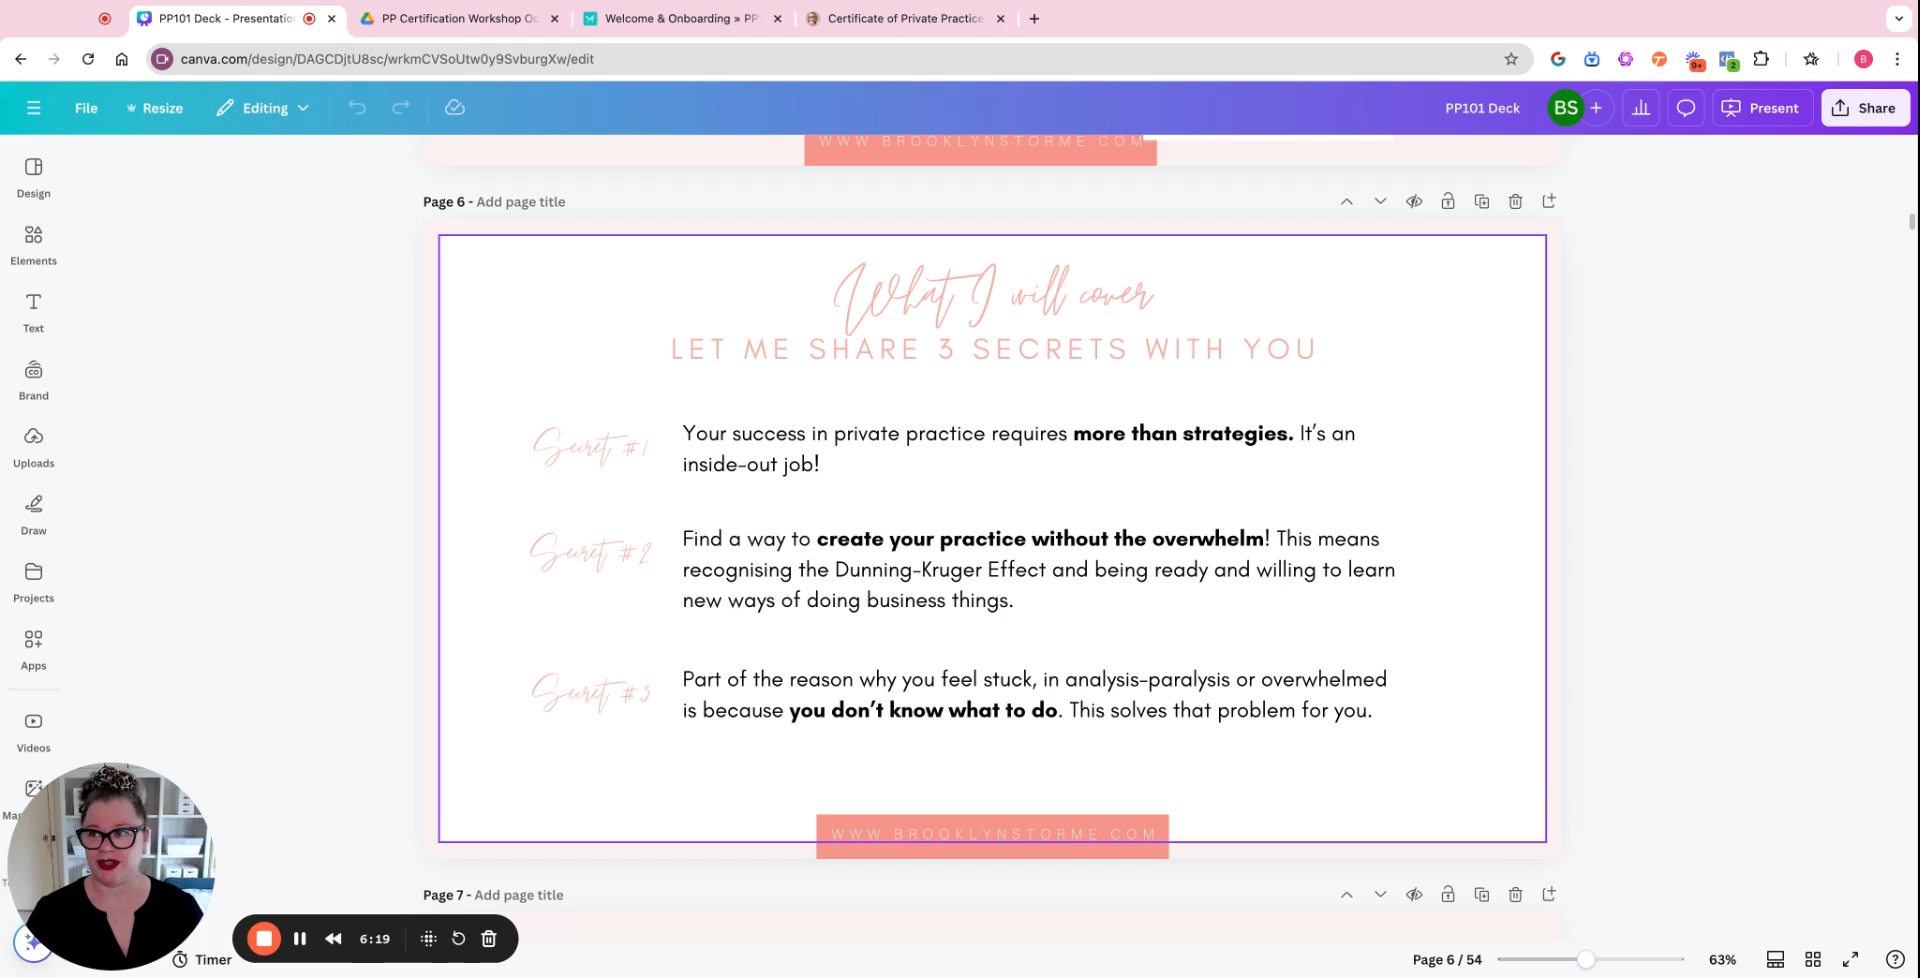 PP101 Deck - Presentatio
PP Certification Workshop Oc
Welcome & Onboarding » PP
Certificate of Private Practice
canva.com/design/DAGCDjtU8sc/wrkmCVSoUtw0y9SvburgXw/edit
9+
2
B
File
Resize
Editing
PP101 Deck
BS
Present
Share
WWW.BROOKLYNSTORME.COM
Design
Elements
Text
Brand
Uploads
Draw
Projects
Apps
Videos
Page 6 - Add page title
What I will cover
LET ME SHARE 3 SECRETS WITH YOU
Secret #1
Your success in private practice requires more than strategies. It's an
inside-out job!
Secret #2
Find a way to create your practice without the overwhelm! This means
recognising the Dunning-Kruger Effect and being ready and willing to learn
new ways of doing business things.
Secret #3
Part of the reason why you feel stuck, in analysis-paralysis or overwhelmed
is because you don't know what to do. This solves that problem for you.
WWW.BROOKLYNSTORME.COM
Page 7 - Add page title
6:19
Timer
Page 6 / 54
63%